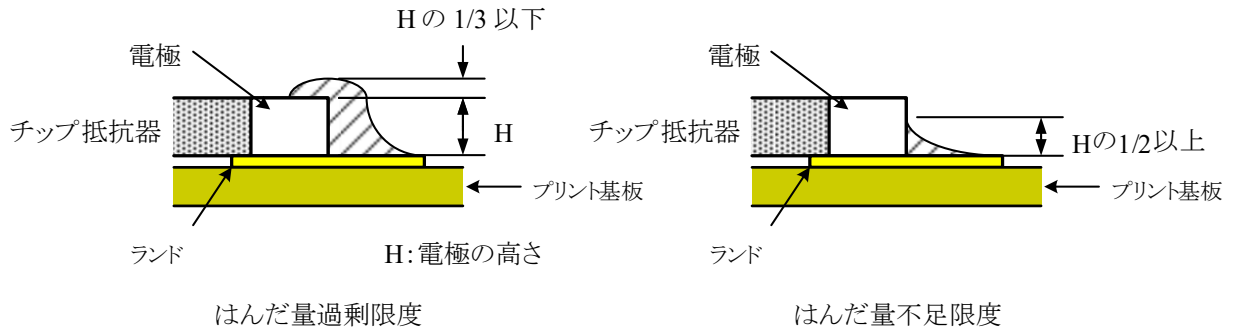 Hの 1/3 以下
電極
チップ抵抗器
H
プリント基板
ランド
H:電極の高さ
はんだ量過剰限度
電極
チップ抵抗器
Hの1/2以上
プリント基板
ランド
はんだ量不足限度